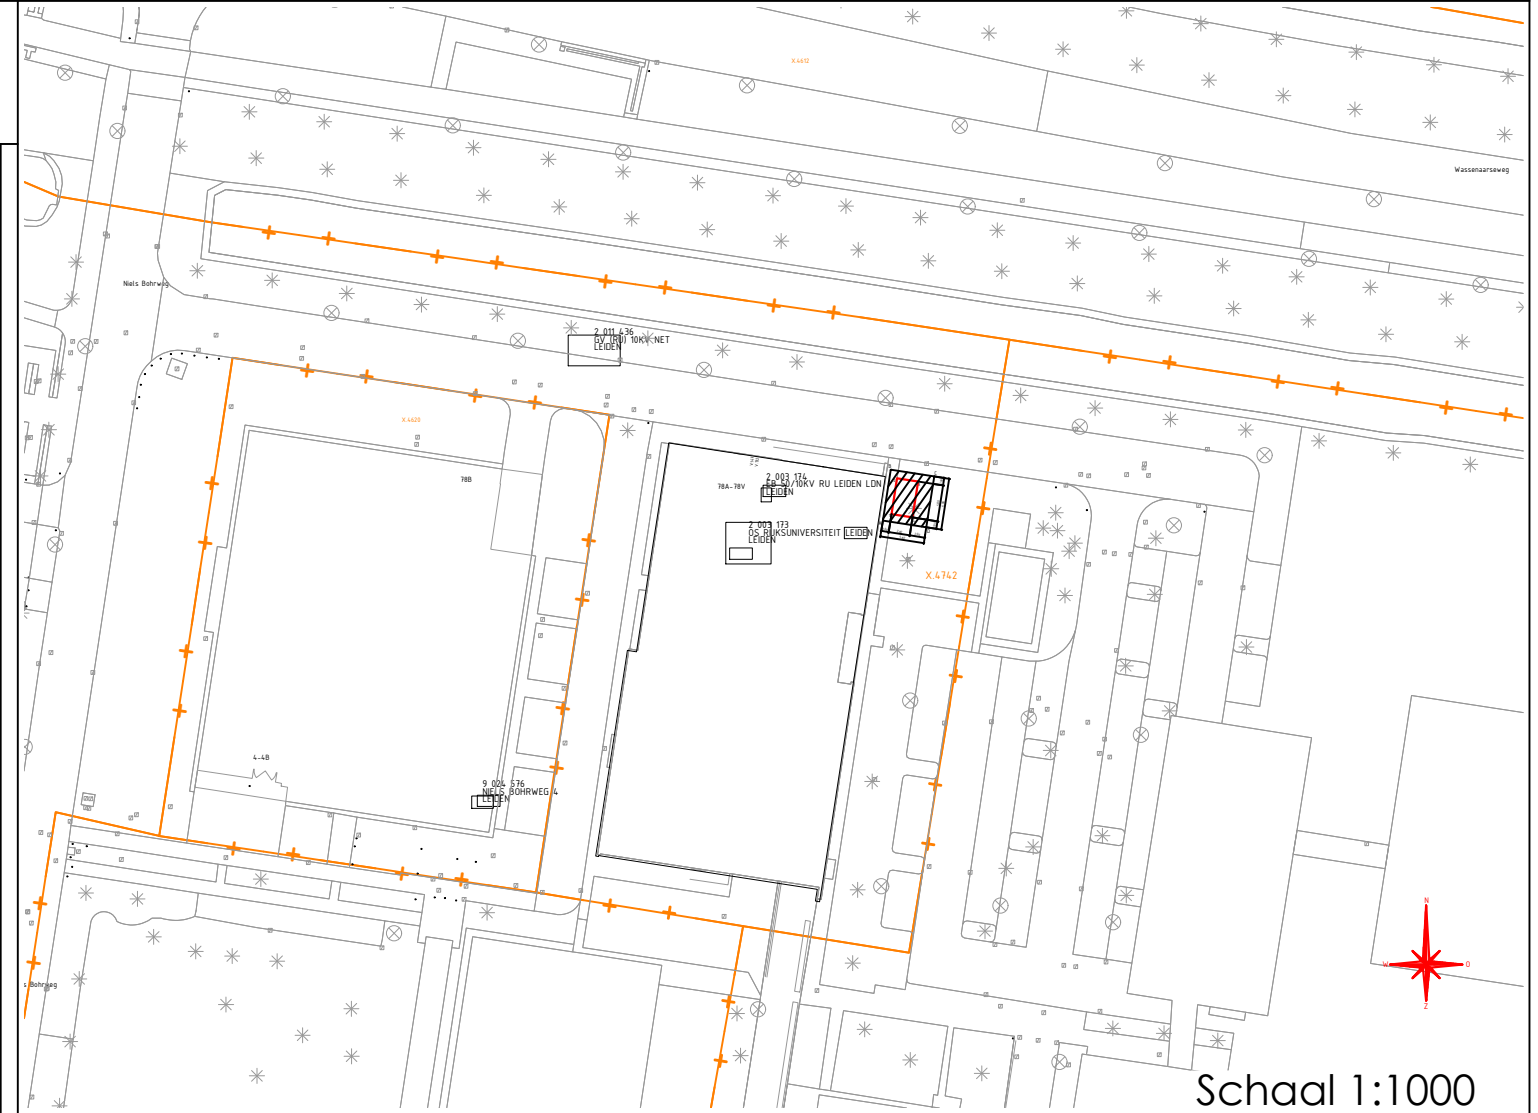 X.4612
Wassenaarseweg
Niels Bohrweg
2 011 436
GV (RU) 10KV-NET
LEIDEN
X.4620
78B
78A-78V
2 003 174
50/10KV RU LEIDEN LDN
LEIDEN
2 003 173
OS RIJKSUNIVERSITEIT LEIDEN
LEIDEN
X.4742
4-4B
9 024 576
NIELS BOHRWEG 4
LEIDEN
s Bohrweg
N
W
O
Z
Schaal 1:1000